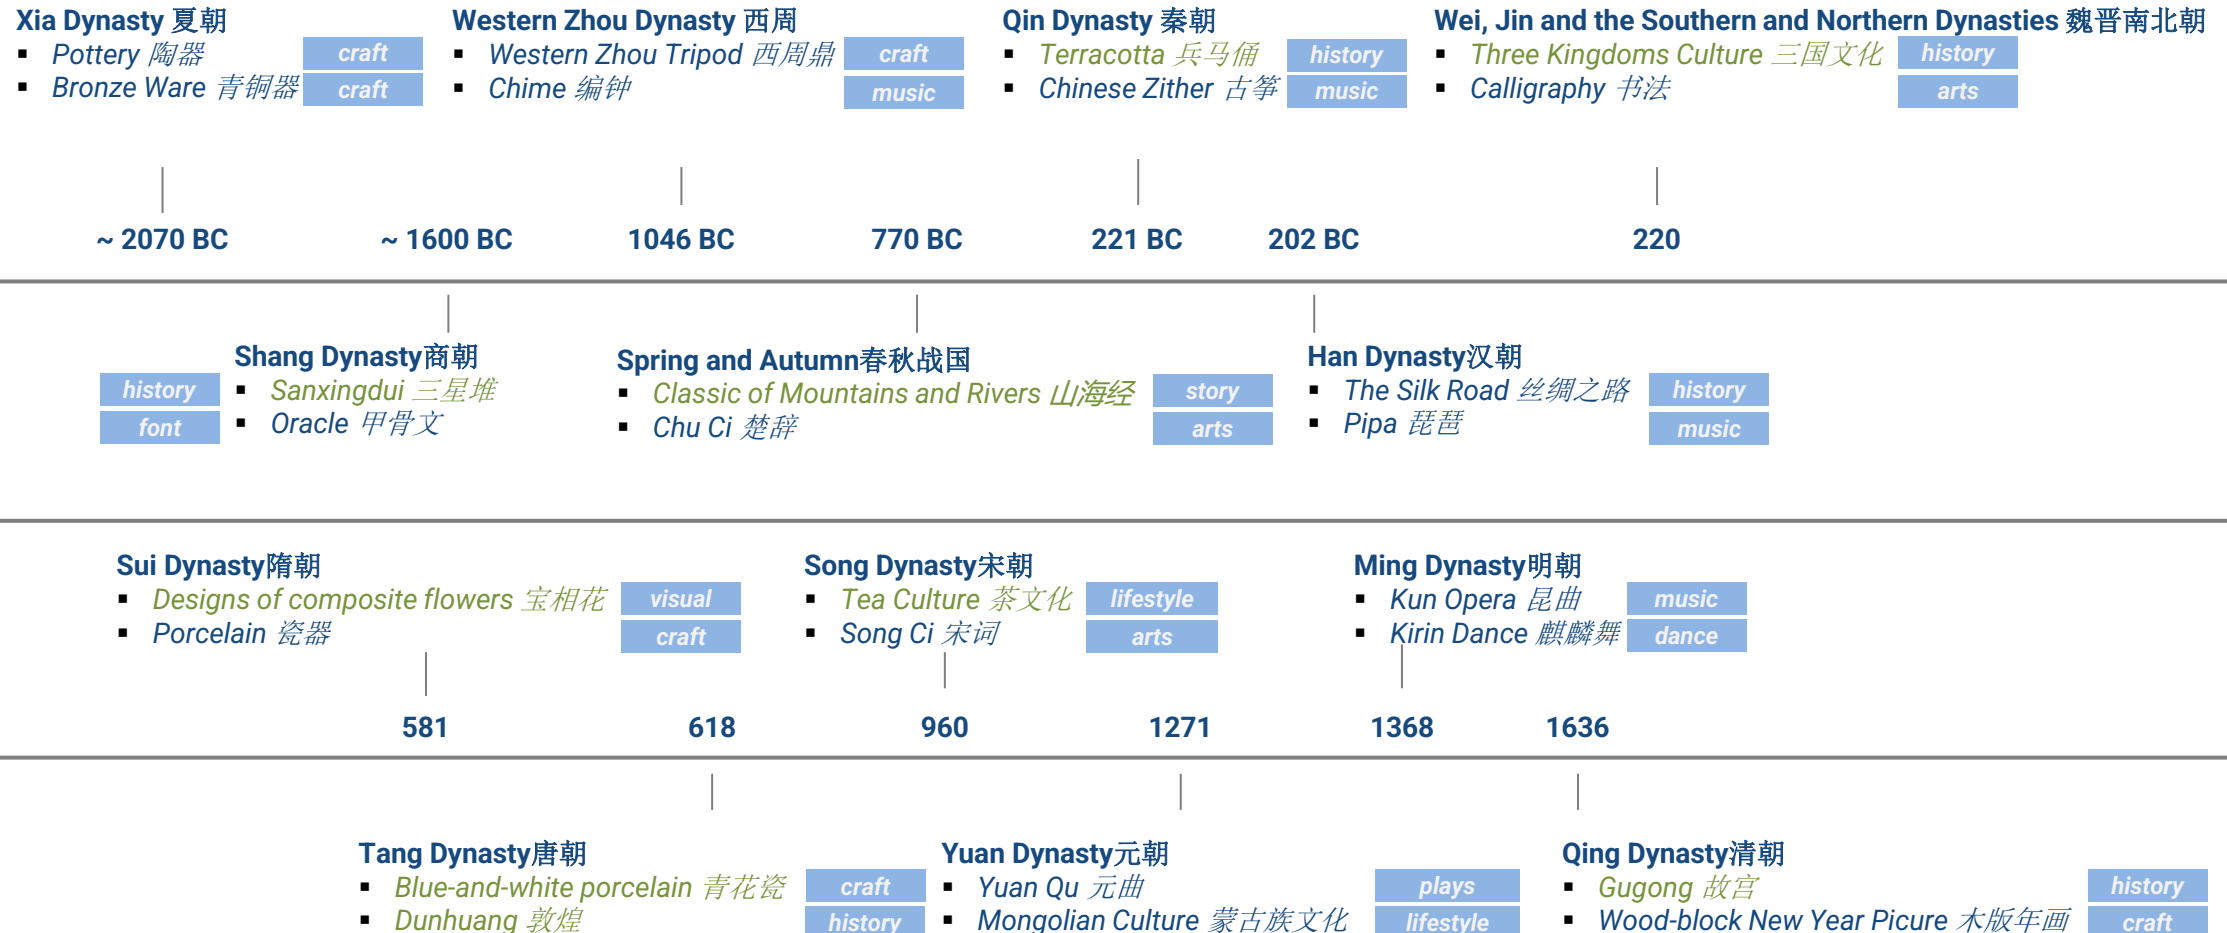 Xia Dynasty 夏朝
▪ Pottery 陶器 craft
▪ Bronze Ware 青铜器 craft
Western Zhou Dynasty 西周
▪ Western Zhou Tripod 西周鼎 craft
▪ Chime 编钟 music
Qin Dynasty 秦朝
▪ Terracotta 兵马俑 history
▪ Chinese Zither 古筝 music
Wei, Jin and the Southern and Northern Dynasties 魏晋南北朝
▪ Three Kingdoms Culture 三国文化 history
▪ Calligraphy 书法 arts
~ 2070 BC ~ 1600 BC 1046 BC 770 BC 221 BC 202 BC 220
Shang Dynasty商朝
history ▪ Sanxingdui 三星堆
font ▪ Oracle 甲骨文
Spring and Autumn春秋战国
▪ Classic of Mountains and Rivers 山海经 story
▪ Chu Ci 楚辞 arts
Han Dynasty汉朝
▪ The Silk Road 丝绸之路 history
▪ Pipa 琵琶 music
Sui Dynasty隋朝
▪ Designs of composite flowers 宝相花 visual
▪ Porcelain 瓷器 craft
Song Dynasty宋朝
▪ Tea Culture 茶文化 lifestyle
▪ Song Ci 宋词 arts
Ming Dynasty明朝
▪ Kun Opera 昆曲 music
▪ Kirin Dance 麒麟舞 dance
581 618 960 1271 1368 1636
Tang Dynasty唐朝
▪ Blue-and-white porcelain 青花瓷 craft
▪ Dunhuang 敦煌 history
Yuan Dynasty元朝
▪ Yuan Qu 元曲 plays
▪ Mongolian Culture 蒙古族文化 lifestyle
Qing Dynasty清朝
▪ Gugong 故宫 history
▪ Wood-block New Year Picure 木版年画 craft